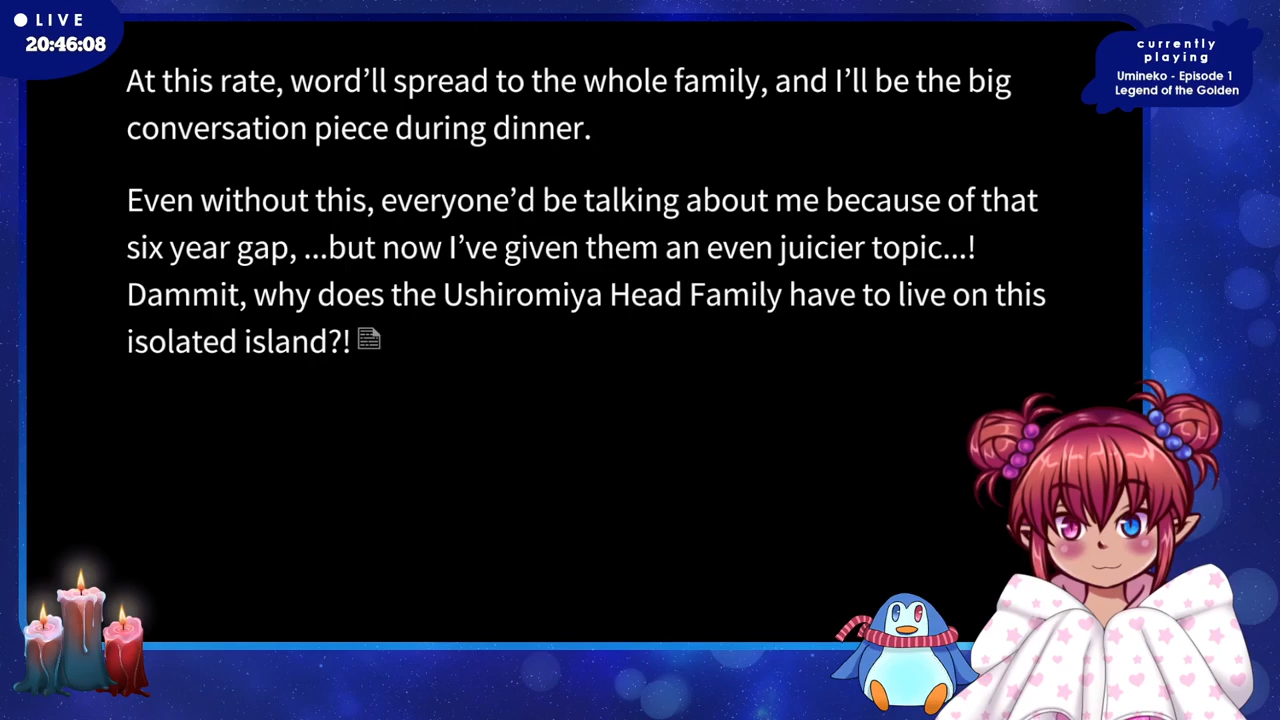 LIVE
20:46:08
currently
playing
Umineko - Episode 1
Legend of the Golden
At this rate, word’ll spread to the whole family, and I’ll be the big
conversation piece during dinner.
Even without this, everyone’d be talking about me because of that
six year gap, ...but now I’ve given them an even juicier topic...!
Dammit, why does the Ushiromiya Head Family have to live on this
isolated island?!